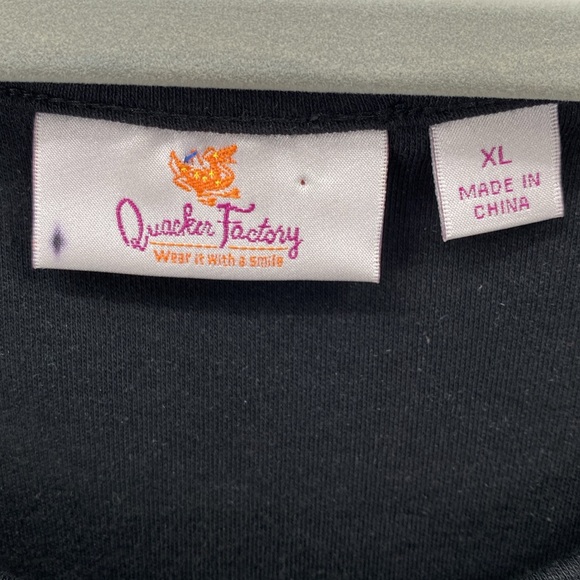 Quacker Factory
Wear it with a smile
XL
MADE IN
CHINA